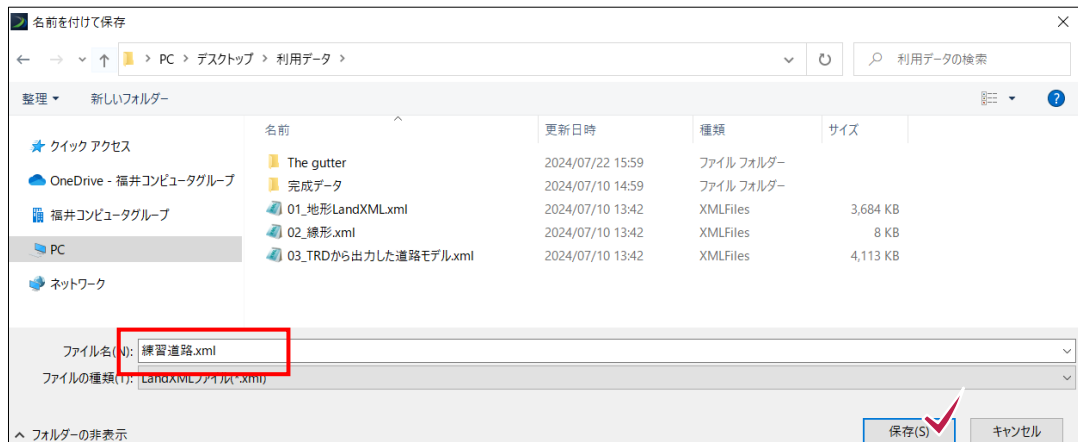 名前を付けて保存
PC > デスクトップ > 利用データ >
利用データの検索
整理
新しいフォルダー
名前 更新日時 種類 サイズ
クイック アクセス
OneDrive - 福井コンピュータグループ
福井コンピュータグループ
PC
ネットワーク
The gutter 2024/07/22 15:59 ファイル フォルダー
完成データ 2024/07/10 14:59 ファイル フォルダー
01_地形LandXML.xml 2024/07/10 13:42 XMLFiles 3,684 KB
02_線形.xml 2024/07/10 13:42 XMLFiles 8 KB
03_TRDから出力した道路モデル.xml 2024/07/10 13:42 XMLFiles 4,113 KB
ファイル名(N): 練習道路.xml
ファイルの種類(T): LandXMLファイル(*.xml)
フォルダーの非表示
保存(S)
キャンセル